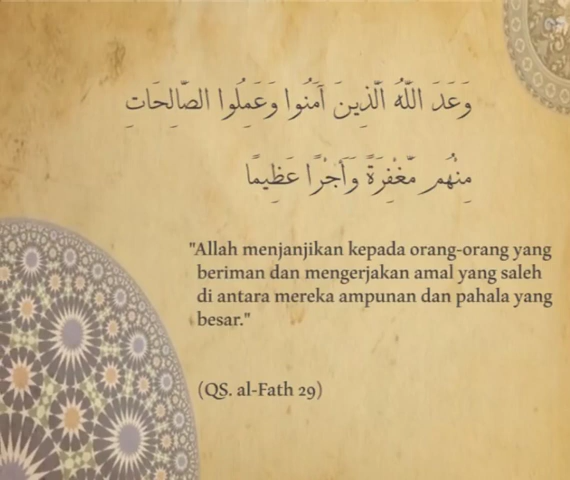 وَعَدَ اللَّهُ الَّذِينَ آمَنُوا وَعَمِلُوا الصَّالِحَاتِ
مِنْهُم مَّغْفِرَةً وَأَجْرًا عَظِيمًا
"Allah menjanjikan kepada orang-orang yang
beriman dan mengerjakan amal yang saleh
di antara mereka ampunan dan pahala yang
besar."
(QS. al-Fath 29)